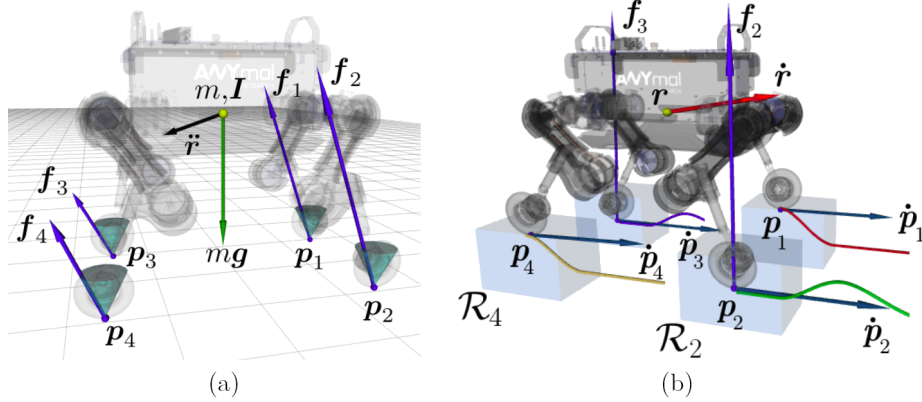 ANYmal
m, I
f₁
f₂
r̈
f₃
f₄
mg
p₁
p₂
p₃
p₄
(a)
f₃
f₂
ANYmal
r
ṙ
p₁
ṗ₁
p₄
ṗ₄
ṗ₃
p₂
ṗ₂
ℛ₄
ℛ₂
(b)